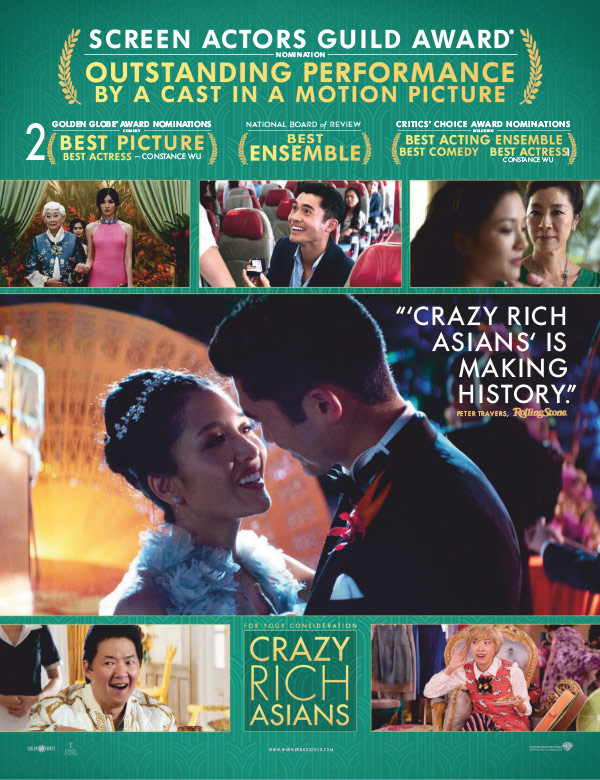 SCREEN ACTORS GUILD AWARD®
NOMINATION
OUTSTANDING PERFORMANCE
BY A CAST IN A MOTION PICTURE
2 GOLDEN GLOBE® AWARD NOMINATIONS
BEST PICTURE
BEST ACTRESS – CONSTANCE WU
NATIONAL BOARD of REVIEW
BEST
ENSEMBLE
CRITICS' CHOICE AWARD NOMINATIONS
BEST ACTING ENSEMBLE
BEST COMEDY
BEST ACTRESS
CONSTANCE WU
"'CRAZY RICH
ASIANS' IS
MAKING
HISTORY."
PETER TRAVERS, Rolling Stone
FOR YOUR CONSIDERATION
CRAZY
RICH
ASIANS